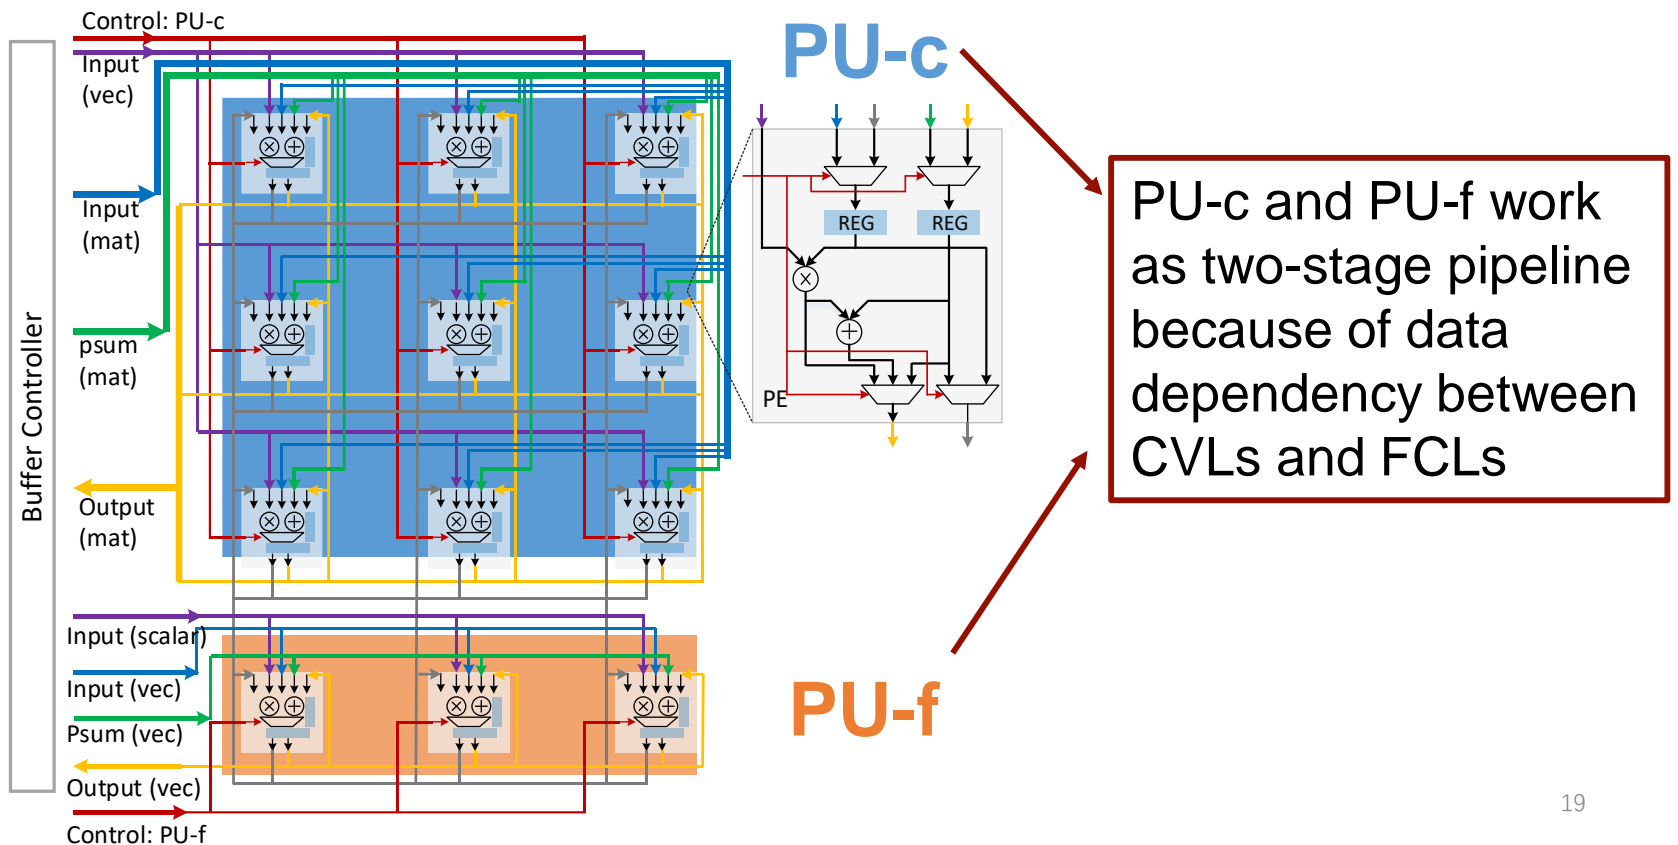 Control: PU-c
Input
(vec)
Input
(mat)
psum
(mat)
Output
(mat)
Buffer Controller
Input (scalar)
Input (vec)
Psum (vec)
Output (vec)
Control: PU-f
PU-c
REG
REG
PE
PU-f
PU-c and PU-f work
as two-stage pipeline
because of data
dependency between
CVLs and FCLs
19